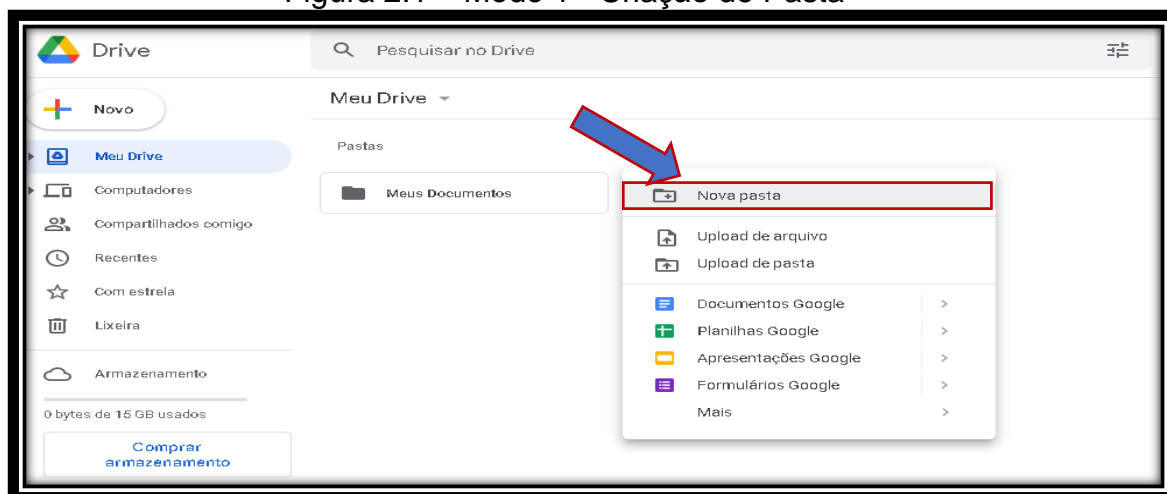 Drive
Pesquisar no Drive
Novo
Meu Drive
Computadores
Compartilhados comigo
Recentes
Com estrela
Lixeira
Armazenamento
0 bytes de 15 GB usados
Comprar
armazenamento
Meu Drive
Pastas
Meus Documentos
Nova pasta
Upload de arquivo
Upload de pasta
Documentos Google
Planilhas Google
Apresentações Google
Formulários Google
Mais